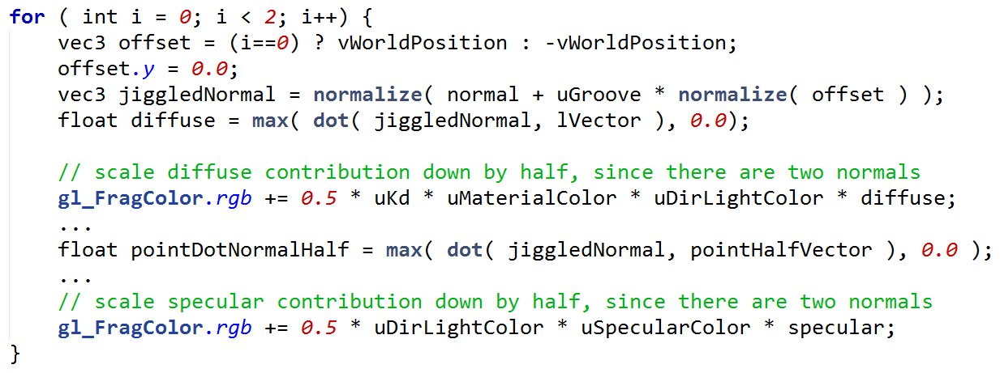 for ( int i = 0; i < 2; i++) {
vec3 offset = (i==0) ? vWorldPosition : -vWorldPosition;
offset.y = 0.0;
vec3 jiggledNormal = normalize( normal + uGroove * normalize( offset ) );
float diffuse = max( dot( jiggledNormal, lVector ), 0.0);
// scale diffuse contribution down by half, since there are two normals
gl_FragColor.rgb += 0.5 * uKd * uMaterialColor * uDirLightColor * diffuse;
...
float pointDotNormalHalf = max( dot( jiggledNormal, pointHalfVector ), 0.0 );
...
// scale specular contribution down by half, since there are two normals
gl_FragColor.rgb += 0.5 * uDirLightColor * uSpecularColor * specular;
}